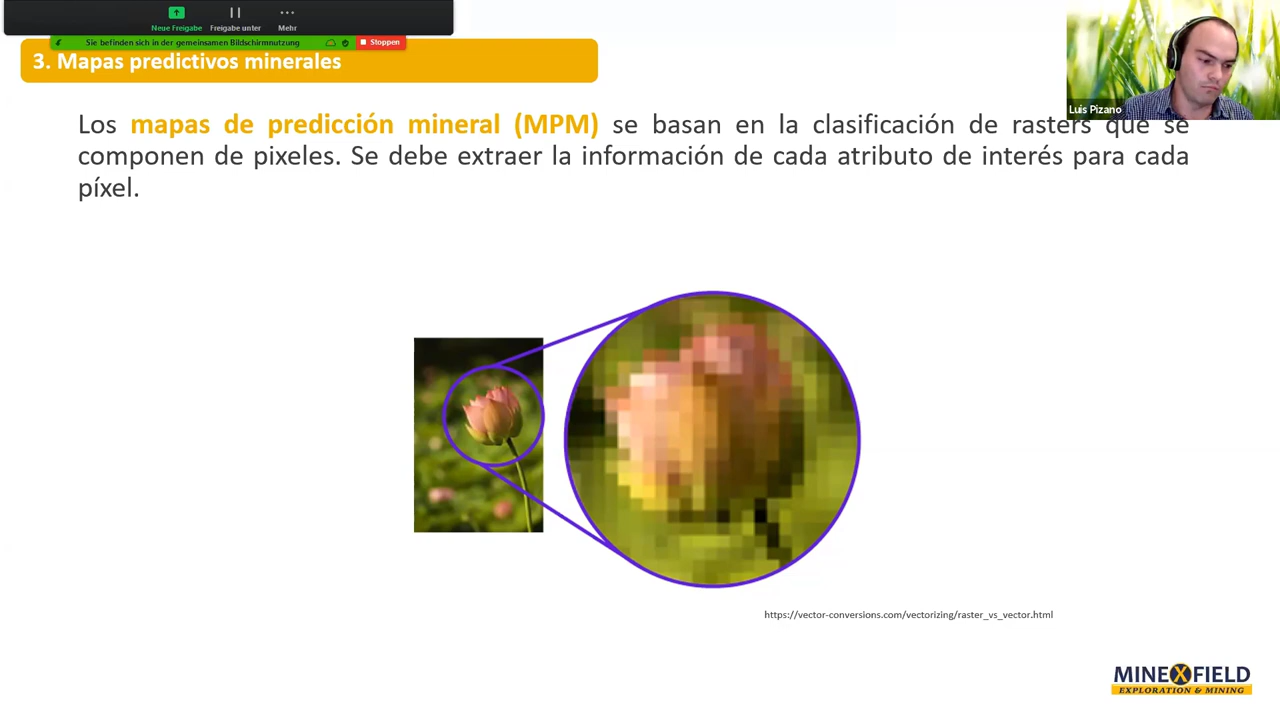 Neue Freigabe Freigabe unter Mehr
Sie befinden sich in der gemeinsamen Bildschirmnutzung Stoppen
3. Mapas predictivos minerales
Luis Pizano
Los mapas de predicción mineral (MPM) se basan en la clasificación de rasters que se
componen de pixeles. Se debe extraer la información de cada atributo de interés para cada
píxel.
https://vector-conversions.com/vectorizing/raster_vs_vector.html
MINEXFIELD
EXPLORATION & MINING